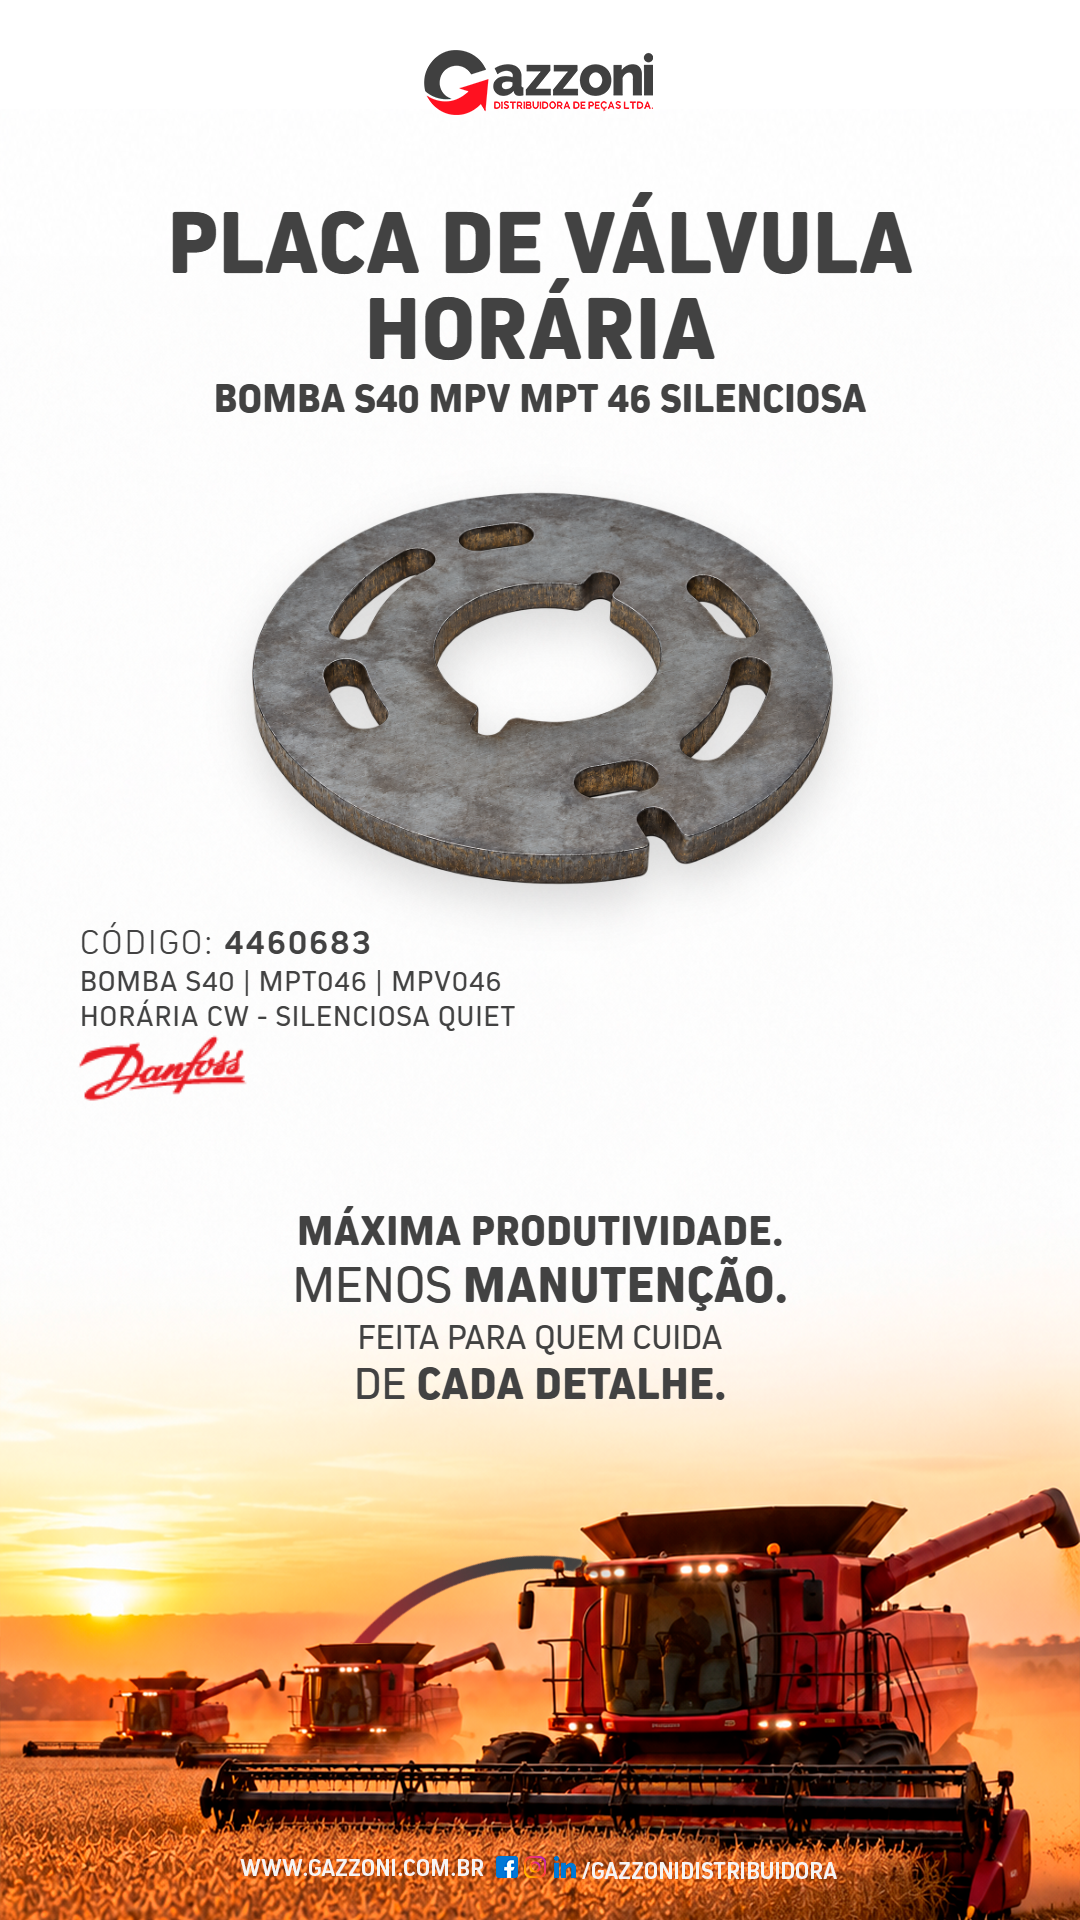 Gazzoni
DISTRIBUIDORA DE PEÇAS LTDA.
PLACA DE VÁLVULA
HORÁRIA
BOMBA S40 MPV MPT 46 SILENCIOSA
CÓDIGO: 4460683
BOMBA S40 | MPT046 | MPV046
HORÁRIA CW - SILENCIOSA QUIET
Danfoss
MÁXIMA PRODUTIVIDADE.
MENOS MANUTENÇÃO.
FEITA PARA QUEM CUIDA
DE CADA DETALHE.
WWW.GAZZONI.COM.BR f in /GAZZONIDISTRIBUIDORA